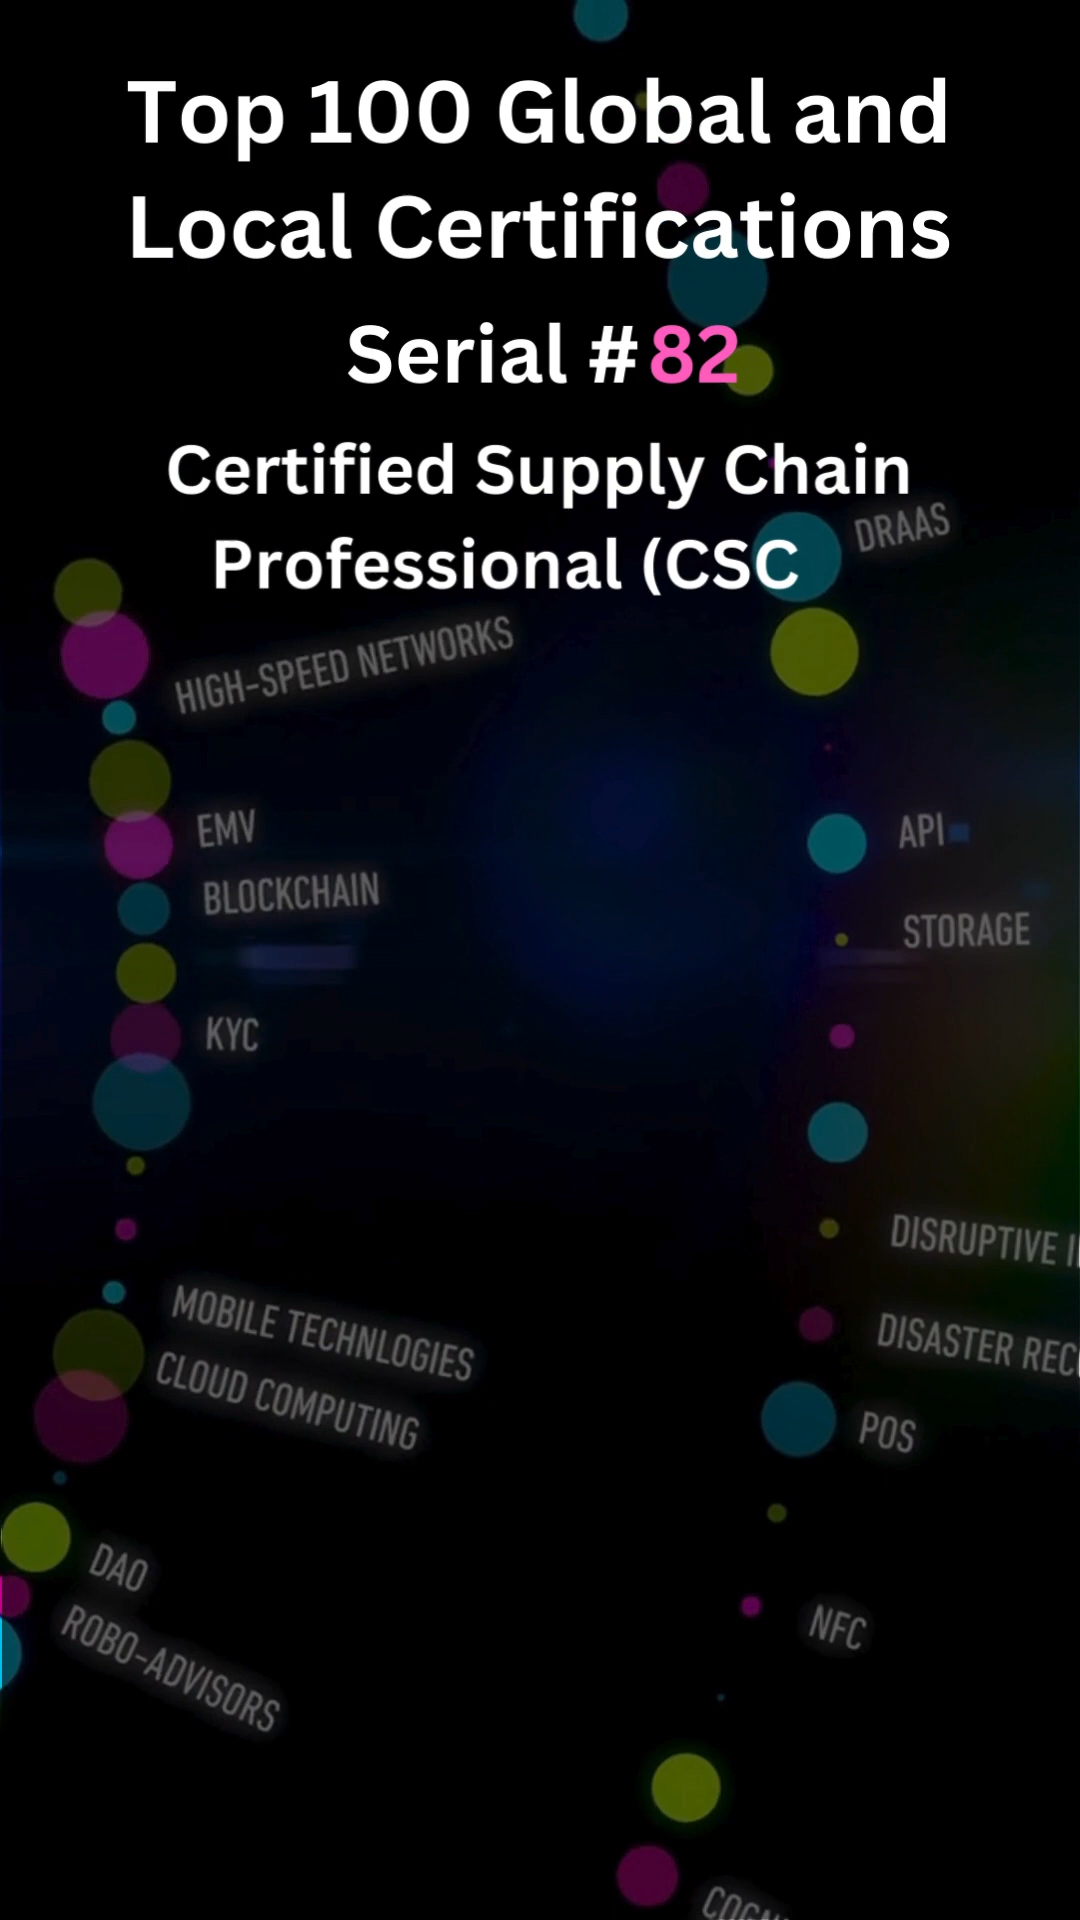 Top 100 Global and
Local Certifications
Serial # 82
Certified Supply Chain
Professional (CSC
DRAAS
HIGH-SPEED NETWORKS
EMV
API
BLOCKCHAIN
STORAGE
KYC
DISRUPTIVE
MOBILE TECHNLOGIES
DISASTER
CLOUD COMPUTING
POS
DAO
NFC
ROBO-ADVISORS